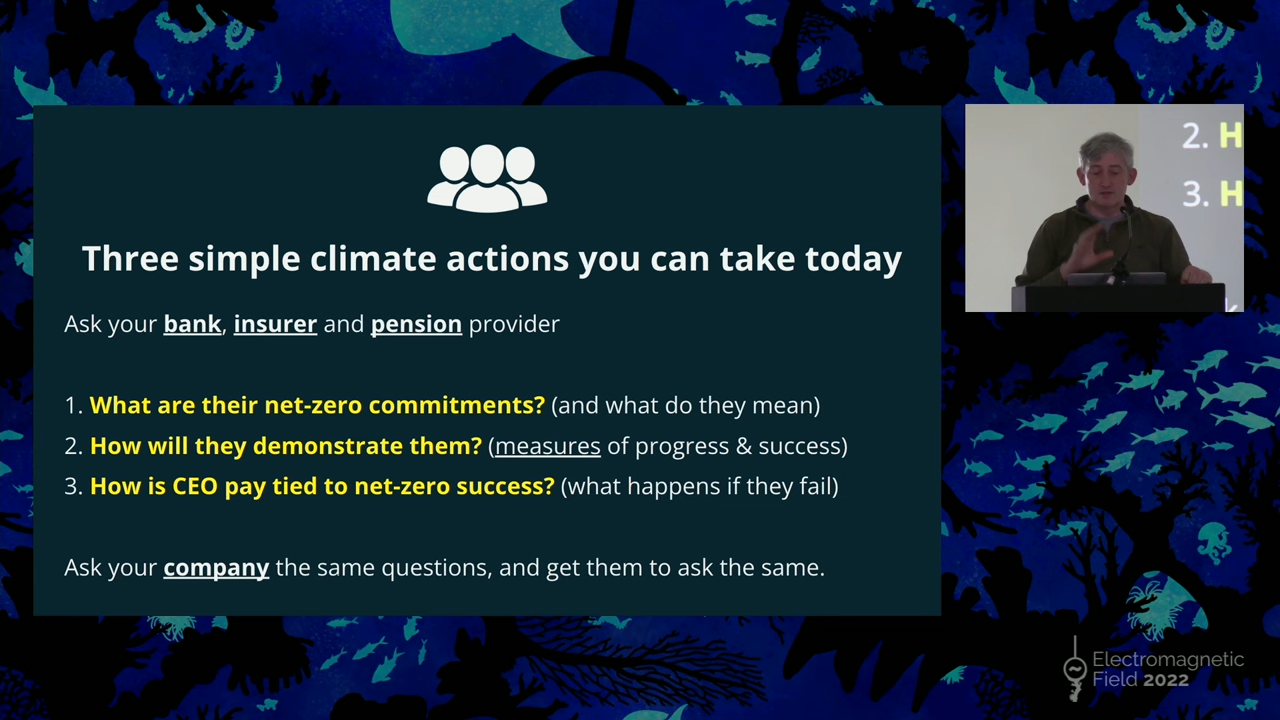 Three simple climate actions you can take today
Ask your bank, insurer and pension provider
1. What are their net-zero commitments? (and what do they mean)
2. How will they demonstrate them? (measures of progress & success)
3. How is CEO pay tied to net-zero success? (what happens if they fail)
Ask your company the same questions, and get them to ask the same.
2. H
3. H
Electromagnetic
Field 2022